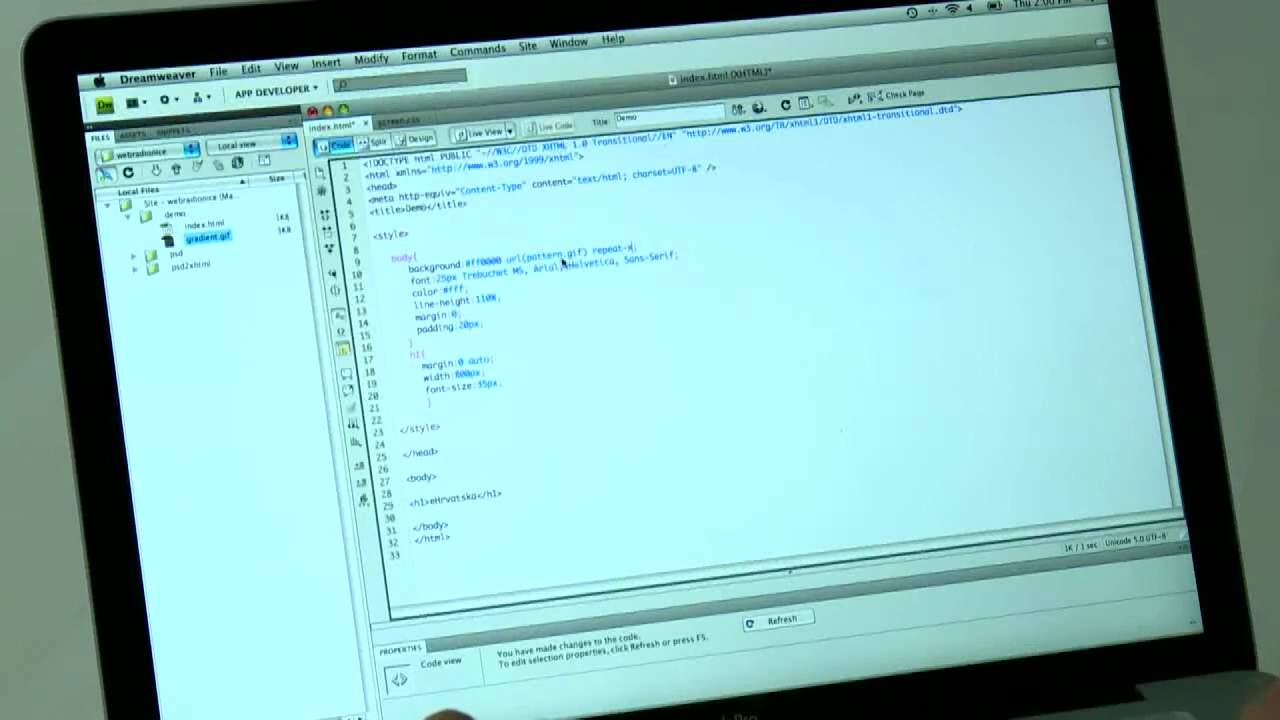 Dreamweaver File Edit View Insert Modify Format Commands Site Window Help
Thu 2:00 PM
index.html (XHTML)*
Dw APP DEVELOPER
FILES ASSETS SNIPPETS
index.html* screen.css
Code Split Design Live View Live Code Title Demo Check Page
webradionice Local view
Local Files Size
Site - webradionice (Ma...
demo
index.html 1KB
gradient.gif 1KB
psd
psd2xhtml
1
2
3
4
5
6
7
8
9
10
11
12
13
14
15
16
17
18
19
20
21
22
23
24
25
26
27
28
29
30
31
32
33
<!DOCTYPE html PUBLIC "-//W3C//DTD XHTML 1.0 Transitional//EN" "http://www.w3.org/TR/xhtml1/DTD/xhtml1-transitional.dtd">
<html xmlns="http://www.w3.org/1999/xhtml">
<head>
<meta http-equiv="Content-Type" content="text/html; charset=UTF-8" />
<title>Demo</title>
<style>
body{
background:#ff0000 url(pattern.gif) repeat-x;
font:25px Trebuchet MS, Arial, Helvetica, Sans-Serif;
color:#fff;
line-height:110%;
margin:0;
padding:20px;
}
h1{
margin:0 auto;
width:800px;
font-size:35px;
}
</style>
</head>
<body>
<h1>eHrvatska</h1>
</body>
</html>
1K / 1 sec Unicode 5.0 UTF-8
PROPERTIES
Code view
You have made changes to the code.
To edit selection properties, click Refresh or press F5.
Refresh